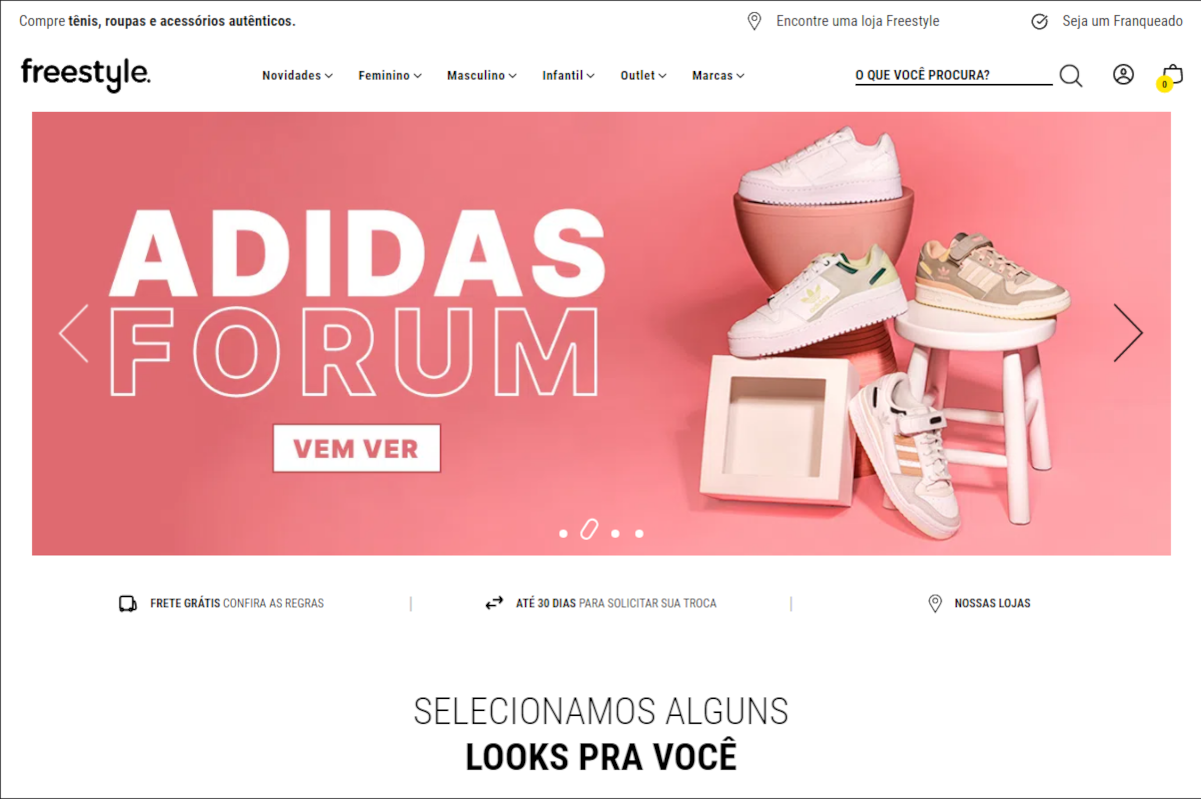 Compre tênis, roupas e acessórios autênticos.
Encontre uma loja Freestyle
Seja um Franqueado
freestyle.
Novidades
Feminino
Masculino
Infantil
Outlet
Marcas
O QUE VOCÊ PROCURA?
0
ADIDAS
FORUM
VEM VER
FRETE GRÁTIS CONFIRA AS REGRAS
ATÉ 30 DIAS PARA SOLICITAR SUA TROCA
NOSSAS LOJAS
SELECIONAMOS ALGUNS
LOOKS PRA VOCÊ